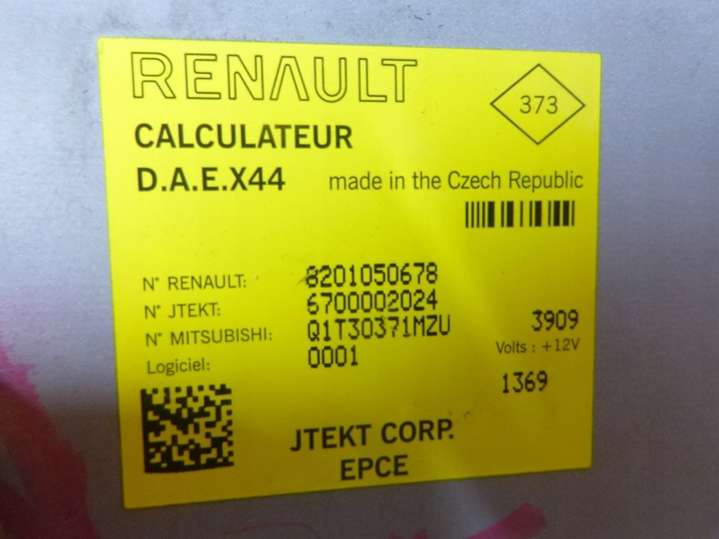 RENAULT
373
CALCULATEUR
D.A.E.X44
made in the Czech Republic
N° RENAULT: 8201050678
N° JTEKT: 6700002024
N° MITSUBISHI: Q1T30371MZU 3909
Logiciel: 0001 Volts : +12V
1369
JTEKT CORP.
EPCE